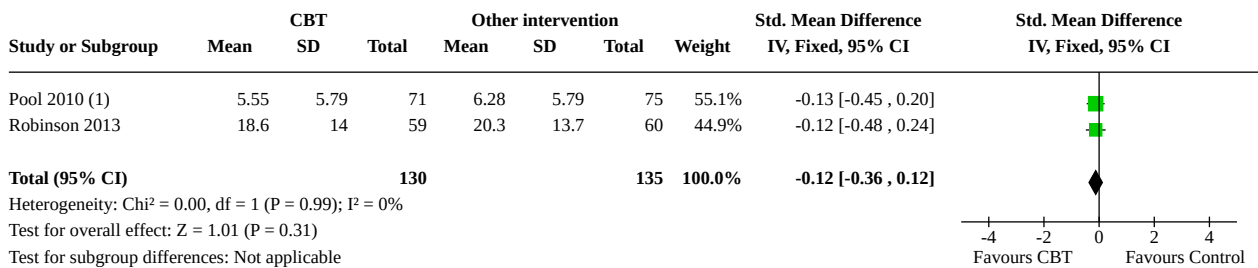 CBT Other intervention Std. Mean Difference Std. Mean Difference
Study or Subgroup Mean SD Total Mean SD Total Weight IV, Fixed, 95% CI IV, Fixed, 95% CI
Pool 2010 (1) 5.55 5.79 71 6.28 5.79 75 55.1% -0.13 [-0.45 , 0.20]
Robinson 2013 18.6 14 59 20.3 13.7 60 44.9% -0.12 [-0.48 , 0.24]
Total (95% CI) 130 135 100.0% -0.12 [-0.36 , 0.12]
Heterogeneity: Chi² = 0.00, df = 1 (P = 0.99); I² = 0%
Test for overall effect: Z = 1.01 (P = 0.31)
-4 -2 0 2 4
Test for subgroup differences: Not applicable Favours CBT Favours Control